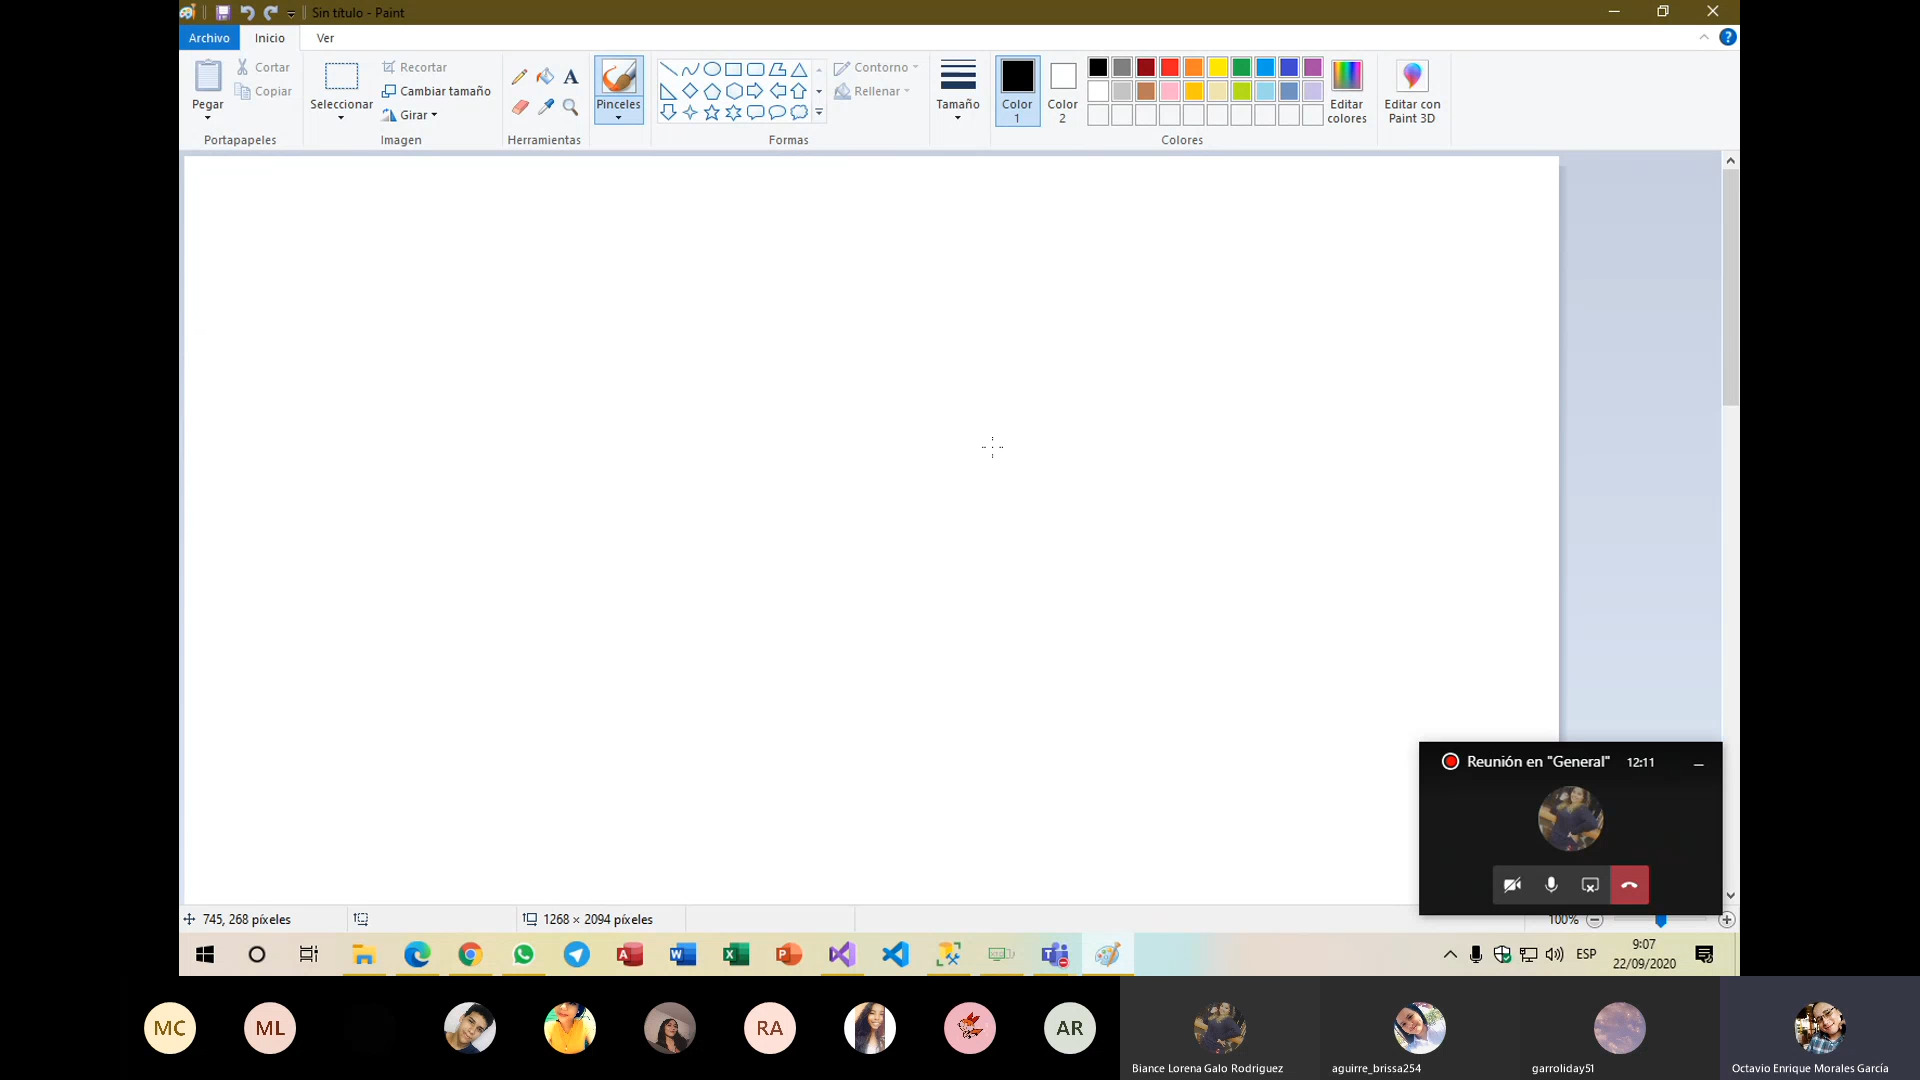 Sin título - Paint
Archivo Inicio Ver
Pegar
Cortar
Copiar
Portapapeles
Seleccionar
Recortar
Cambiar tamaño
Girar
Imagen
A
Herramientas
Pinceles
Contorno
Rellenar
Formas
Tamaño
Color
1
Color
2
Editar
colores
Colores
Editar con
Paint 3D
Reunión en "General" 12:11
745, 268 píxeles
1268 × 2094 píxeles
100%
ESP
9:07
22/09/2020
MC ML RA AR
Biance Lorena Galo Rodriguez
aguirre_brissa254
garroliday51
Octavio Enrique Morales García